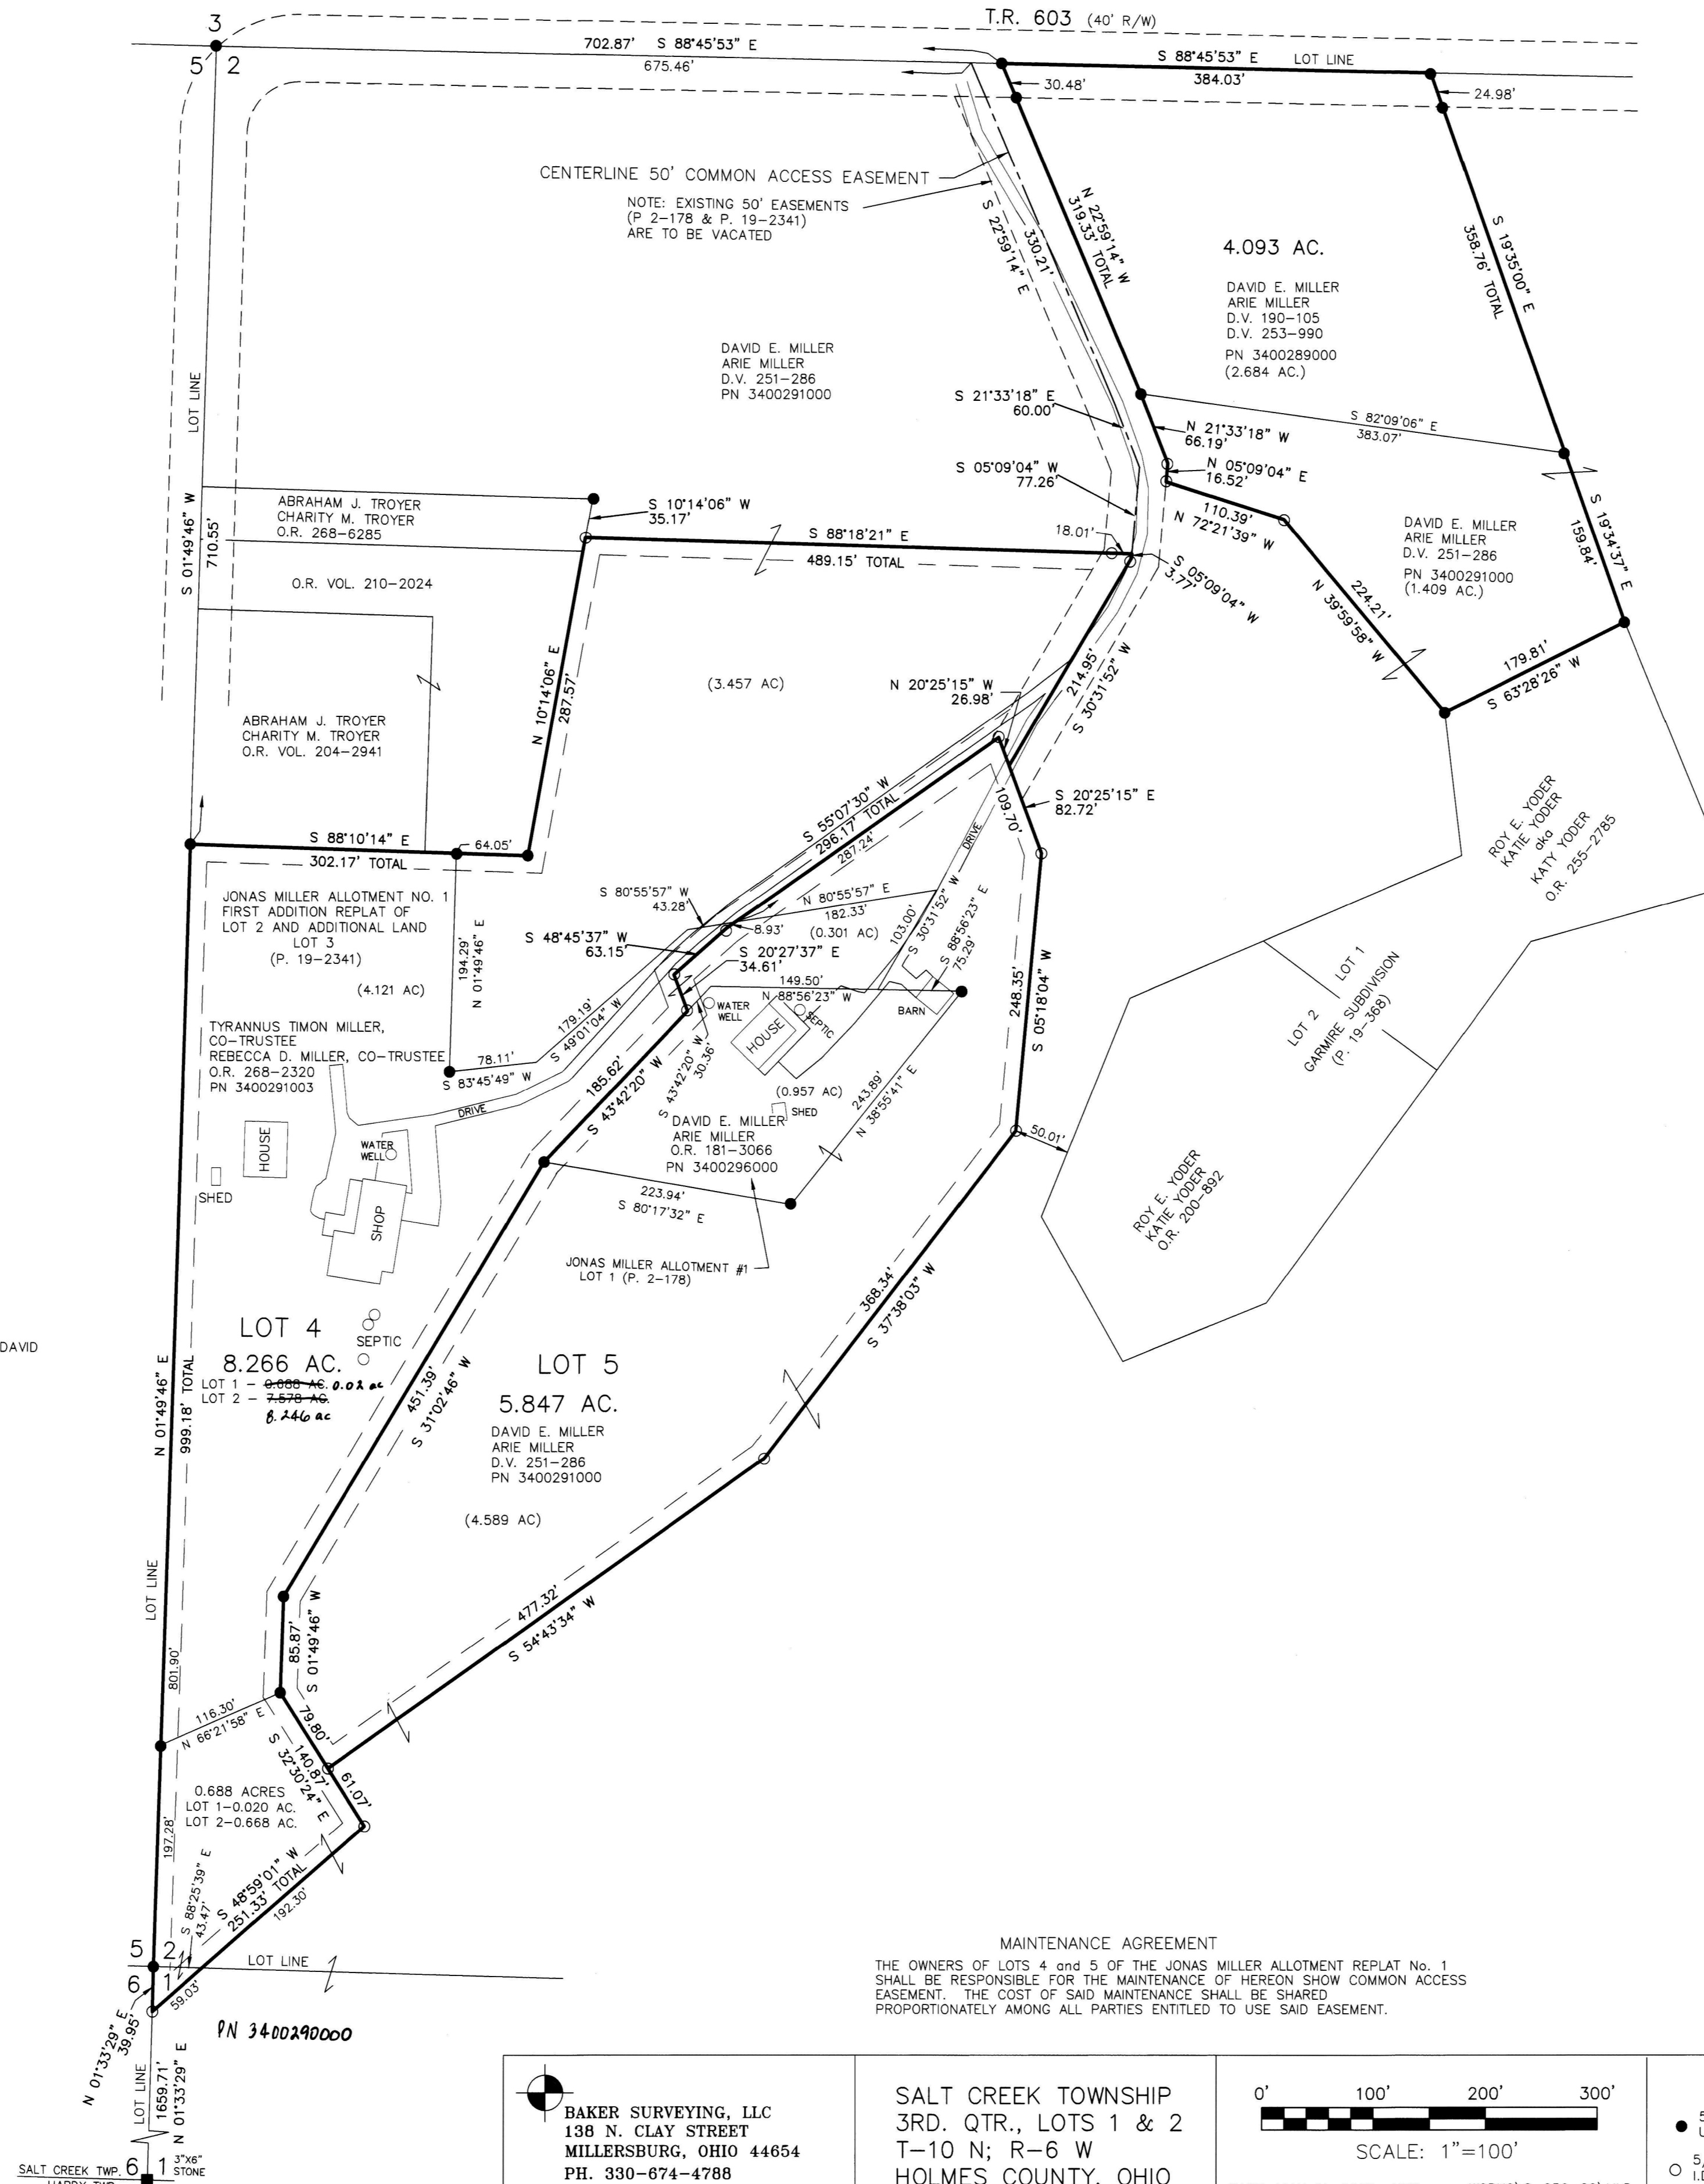 T.R. 603 (40' R/W)
3
5 2
702.87' S 88°45'53" E
675.46'
S 88°45'53" E LOT LINE
384.03'
30.48'
24.98'
CENTERLINE 50' COMMON ACCESS EASEMENT
NOTE: EXISTING 50' EASEMENTS
(P 2-178 & P. 19-2341)
ARE TO BE VACATED
S 22°59'14" E
330.21'
N 22°59'14" W
319.33' TOTAL
4.093 AC.
DAVID E. MILLER
ARIE MILLER
D.V. 190-105
D.V. 253-990
PN 3400289000
(2.684 AC.)
S 19°35'00" E
358.76' TOTAL
DAVID E. MILLER
ARIE MILLER
D.V. 251-286
PN 3400291000
LOT LINE
S 01°49'46" W
710.55'
S 21°33'18" E
60.00'
S 82°09'06" E
383.07'
N 21°33'18" W
66.19'
S 05°09'04" W
77.26'
N 05°09'04" E
16.52'
110.39'
N 72°21'39" W
DAVID E. MILLER
ARIE MILLER
D.V. 251-286
PN 3400291000
(1.409 AC.)
S 19°34'37" E
159.84'
ABRAHAM J. TROYER
CHARITY M. TROYER
O.R. 268-6285
S 10°14'06" W
35.17'
S 88°18'21" E
489.15' TOTAL
18.01'
S 05°09'04" W
3.77'
224.21'
N 39°59'58" W
179.81'
S 63°28'26" W
O.R. VOL. 210-2024
N 10°14'06" E
287.57'
(3.457 AC)
N 20°25'15" W
26.98'
214.95'
S 30°31'52" W
ABRAHAM J. TROYER
CHARITY M. TROYER
O.R. VOL. 204-2941
S 20°25'15" E
82.72'
109.70'
S 55°07'30" W
296.17' TOTAL
287.24'
DRIVE
ROY E. YODER
KATIE YODER
aka
KATY YODER
O.R. 255-2785
S 88°10'14" E
302.17' TOTAL
64.05'
JONAS MILLER ALLOTMENT NO. 1
FIRST ADDITION REPLAT OF
LOT 2 AND ADDITIONAL LAND
LOT 3
(P. 19-2341)
(4.121 AC)
194.29'
N 01°49'46" E
S 80°55'57" W
43.28'
N 80°55'57" E
182.33'
8.93'
(0.301 AC)
S 48°45'37" W
63.15'
S 20°27'37" E
34.61'
103.00'
S 30°31'52" W
S 88°56'23" E
75.29'
149.50'
N 88°56'23" W
WATER
WELL
HOUSE
SEPTIC
BARN
248.35'
S 05°18'04" W
LOT 1
LOT 2
GARMIRE SUBDIVISION
(P. 19-368)
TYRANNUS TIMON MILLER,
CO-TRUSTEE
REBECCA D. MILLER, CO-TRUSTEE
O.R. 268-2320
PN 3400291003
78.11'
S 83°45'49" W
179.19'
S 49°01'04" W
DRIVE
185.62'
S 43°42'20" W
S 43°42'20" W
30.36'
(0.957 AC)
SHED
243.89'
N 38°55'41" E
DAVID E. MILLER
ARIE MILLER
O.R. 181-3066
PN 3400296000
50.01'
HOUSE
WATER
WELL
SHED
SHOP
223.94'
S 80°17'32" E
ROY E. YODER
KATIE YODER
O.R. 200-892
JONAS MILLER ALLOTMENT #1
LOT 1 (P. 2-178)
368.34'
S 37°38'03" W
DAVID
LOT 4
SEPTIC
8.266 AC.
LOT 1 - 0.688 AC. 0.02 ac
LOT 2 - 7.578 AC.
8.246 ac
N 01°49'46" E
999.18' TOTAL
451.39'
S 31°02'46" W
LOT 5
5.847 AC.
DAVID E. MILLER
ARIE MILLER
D.V. 251-286
PN 3400291000
(4.589 AC)
LOT LINE
801.90'
85.87'
S 01°49'46" W
477.32'
S 54°43'34" W
116.30'
N 66°21'58" E
79.80'
140.87'
S 32°30'24" E
61.07'
0.688 ACRES
LOT 1-0.020 AC.
LOT 2-0.668 AC.
197.28'
S 88°25'39" E
43.47'
S 48°59'01" W
251.33' TOTAL
192.30'
5 2
6 1
LOT LINE
59.03'
N 01°33'29" E
39.95'
PN 3400290000
LOT LINE
1659.71'
N 01°33'29" E
SALT CREEK TWP. 6 1 3"X6"
STONE
HARDY TWP.
MAINTENANCE AGREEMENT
THE OWNERS OF LOTS 4 and 5 OF THE JONAS MILLER ALLOTMENT REPLAT No. 1
SHALL BE RESPONSIBLE FOR THE MAINTENANCE OF HEREON SHOW COMMON ACCESS
EASEMENT. THE COST OF SAID MAINTENANCE SHALL BE SHARED
PROPORTIONATELY AMONG ALL PARTIES ENTITLED TO USE SAID EASEMENT.
BAKER SURVEYING, LLC
138 N. CLAY STREET
MILLERSBURG, OHIO 44654
PH. 330-674-4788
SALT CREEK TOWNSHIP
3RD. QTR., LOTS 1 & 2
T-10 N; R-6 W
HOLMES COUNTY, OHIO
0' 100' 200' 300'
SCALE: 1"=100'